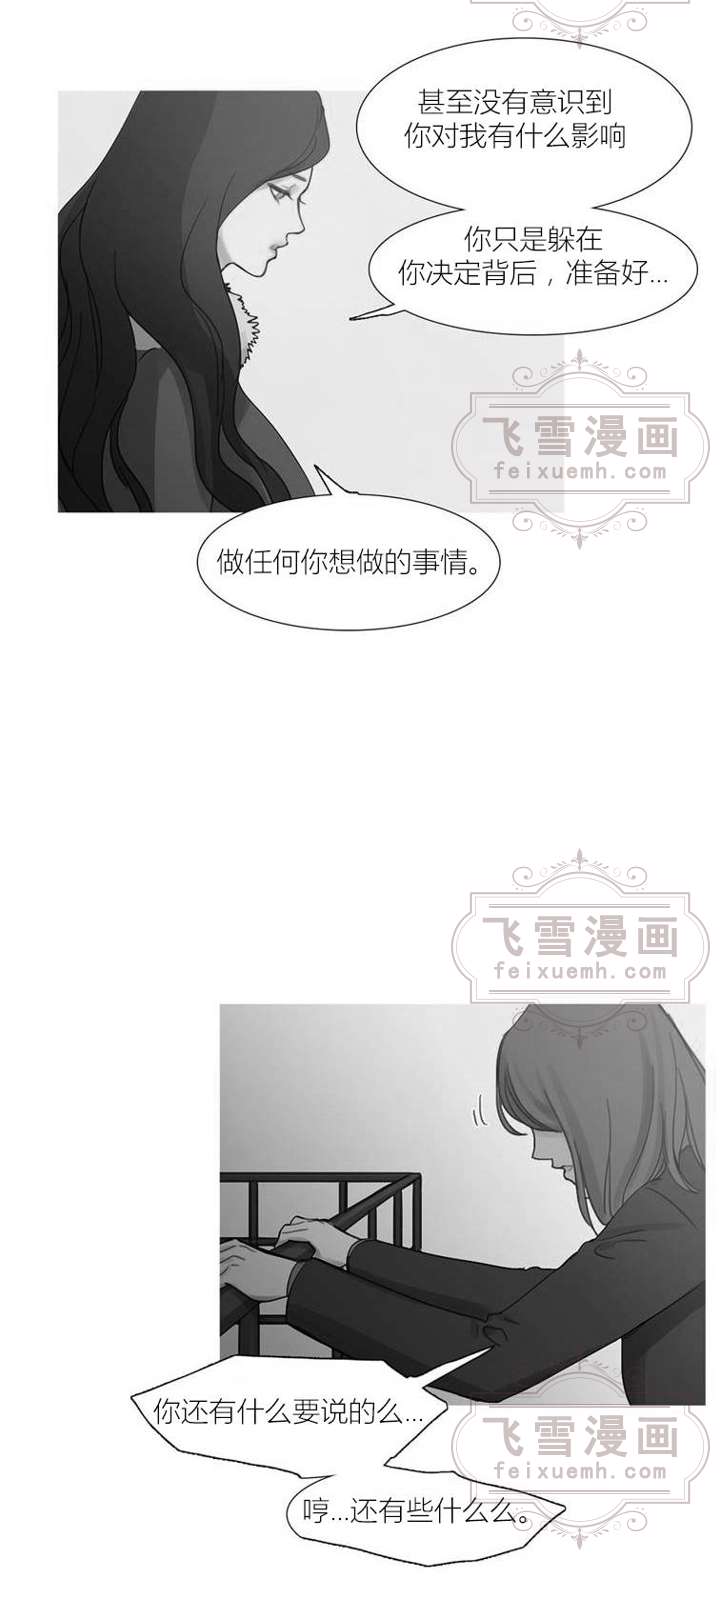 甚至没有意识到
你对我有什么影响
你只是躲在
你决定背后，准备好...
飞雪漫画
feixuemh.com
做任何你想做的事情。
飞雪漫画
feixuemh.com
你还有什么要说的么...
飞雪漫画
feixuemh.com
哼...还有些什么么。